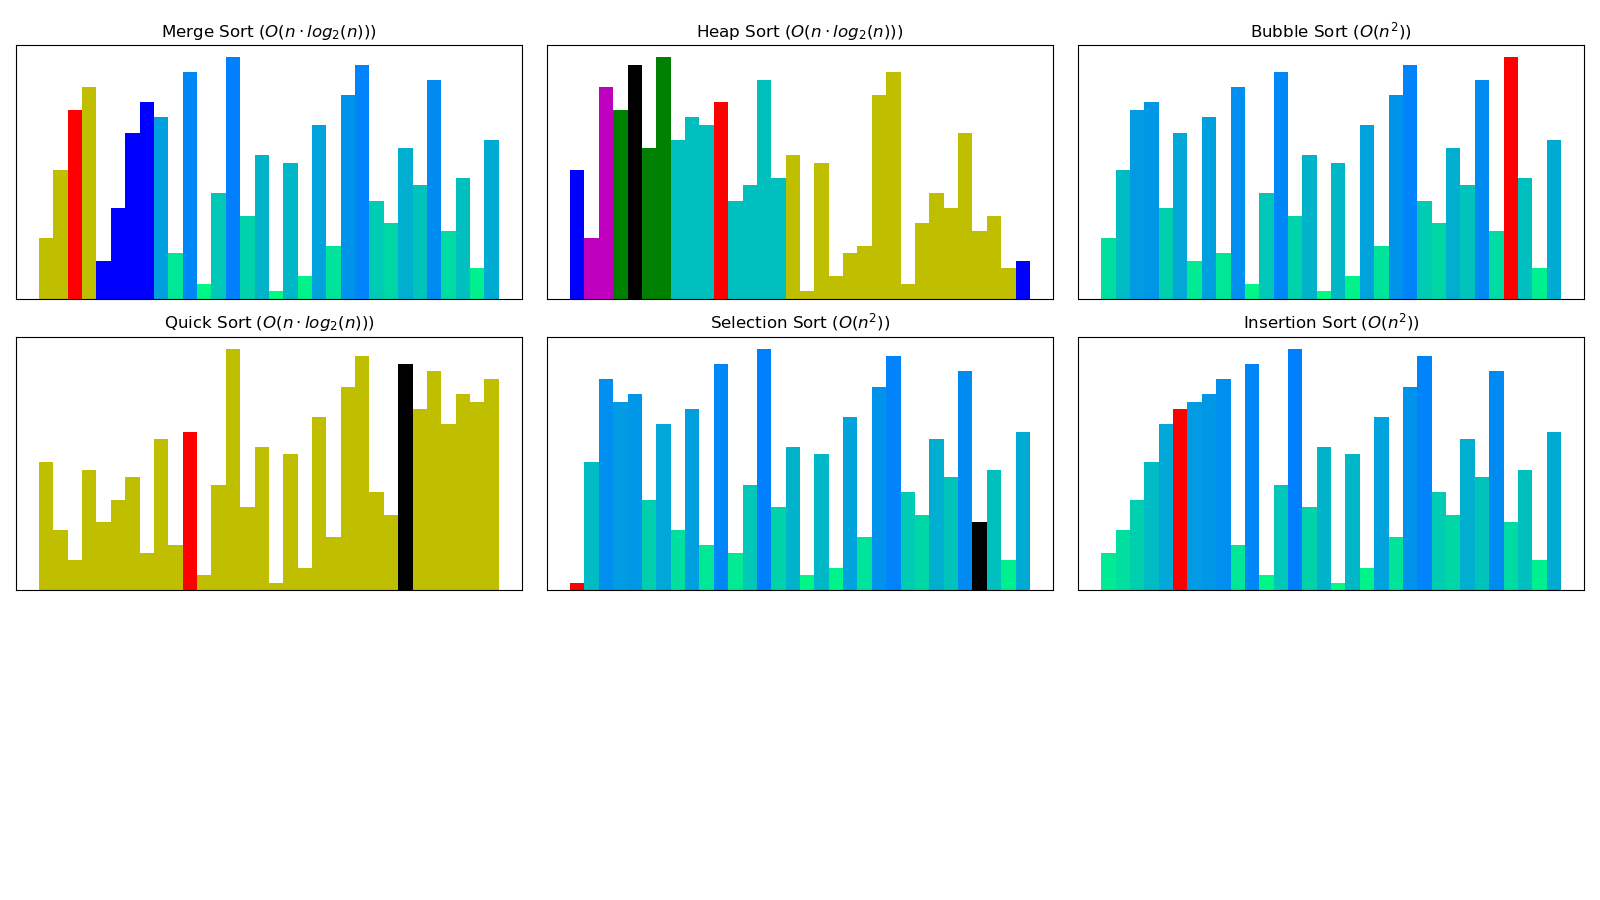 Merge Sort (O(n · log₂(n)))
Heap Sort (O(n · log₂(n)))
Bubble Sort (O(n²))
Quick Sort (O(n · log₂(n)))
Selection Sort (O(n²))
Insertion Sort (O(n²))